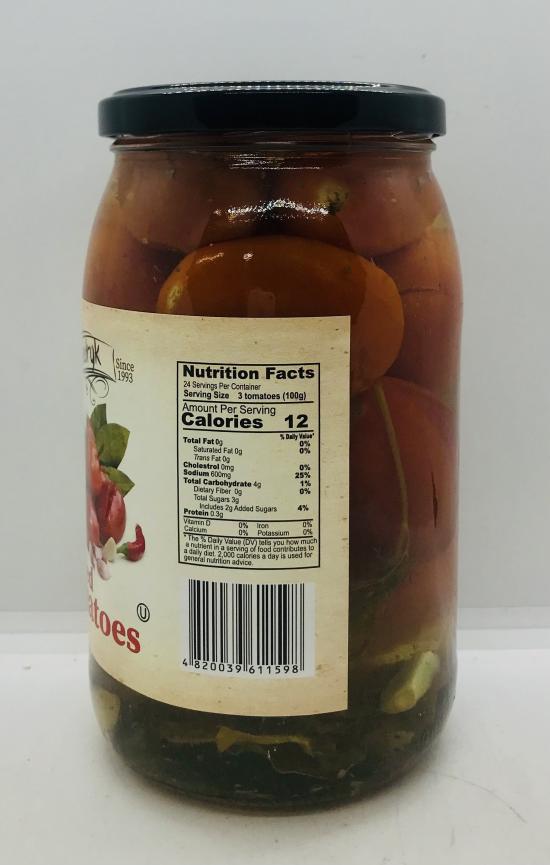 Since
1993
Nutrition Facts
24 Servings Per Container
Serving Size 3 tomatoes (100g)
Amount Per Serving
Calories 12
% Daily Value*
Total Fat 0g 0%
Saturated Fat 0g 0%
Trans Fat 0g
Cholestrol 0mg 0%
Sodium 600mg 25%
Total Carbohydrate 4g 1%
Dietary Fiber 0g 0%
Total Sugars 3g
Includes 2g Added Sugars 4%
Protein 0.3g
Vitamin D 0% Iron 0%
Calcium 0% Potassium 0%
*The % Daily Value (DV) tells you how much
a nutrient in a serving of food contributes to
a daily diet. 2,000 calories a day is used for
general nutrition advice.
U
atoes
4 820039 611598